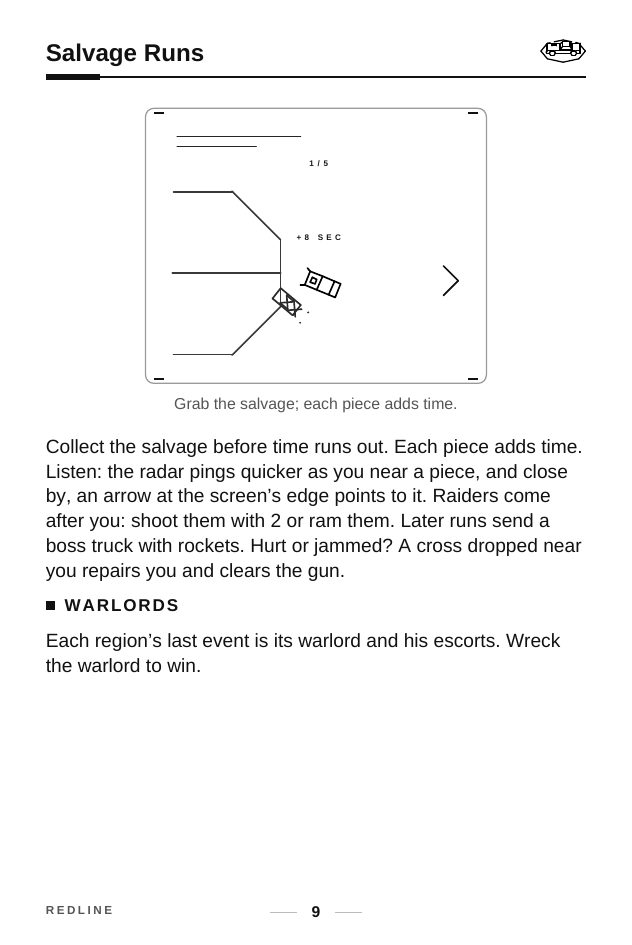 Salvage Runs
1/5
+8 SEC
Grab the salvage; each piece adds time.
Collect the salvage before time runs out. Each piece adds time.
Listen: the radar pings quicker as you near a piece, and close
by, an arrow at the screen’s edge points to it. Raiders come
after you: shoot them with 2 or ram them. Later runs send a
boss truck with rockets. Hurt or jammed? A cross dropped near
you repairs you and clears the gun.
WARLORDS
Each region’s last event is its warlord and his escorts. Wreck
the warlord to win.
REDLINE
9